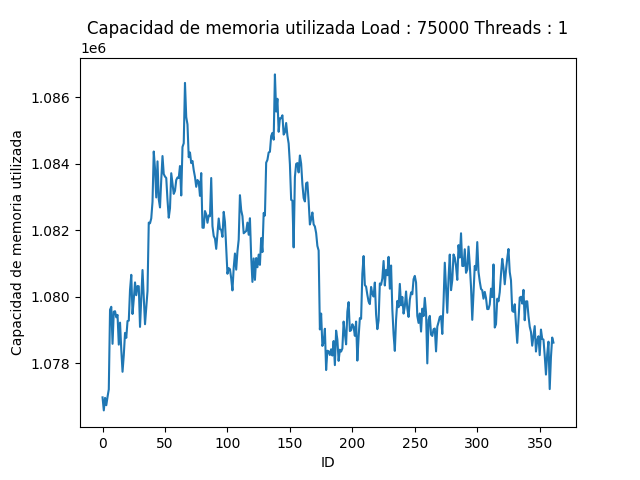 Capacidad de memoria utilizada Load : 75000 Threads : 1
1e6
1.086
1.084
1.082
1.080
1.078
Capacidad de memoria utilizada
0 50 100 150 200 250 300 350
ID